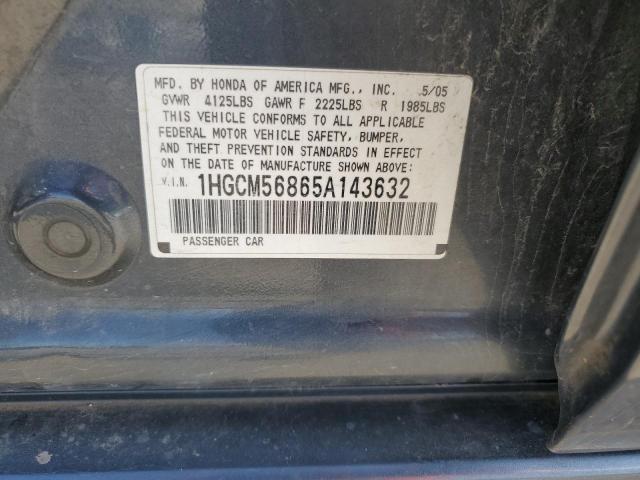 MFD. BY HONDA OF AMERICA MFG., INC. 5/05
GVWR 4125LBS GAWR F 2225LBS R 1985LBS
THIS VEHICLE CONFORMS TO ALL APPLICABLE
FEDERAL MOTOR VEHICLE SAFETY, BUMPER,
AND THEFT PREVENTION STANDARDS IN EFFECT
ON THE DATE OF MANUFACTURE SHOWN ABOVE:
V.I.N. 1HGCM56865A143632
PASSENGER CAR